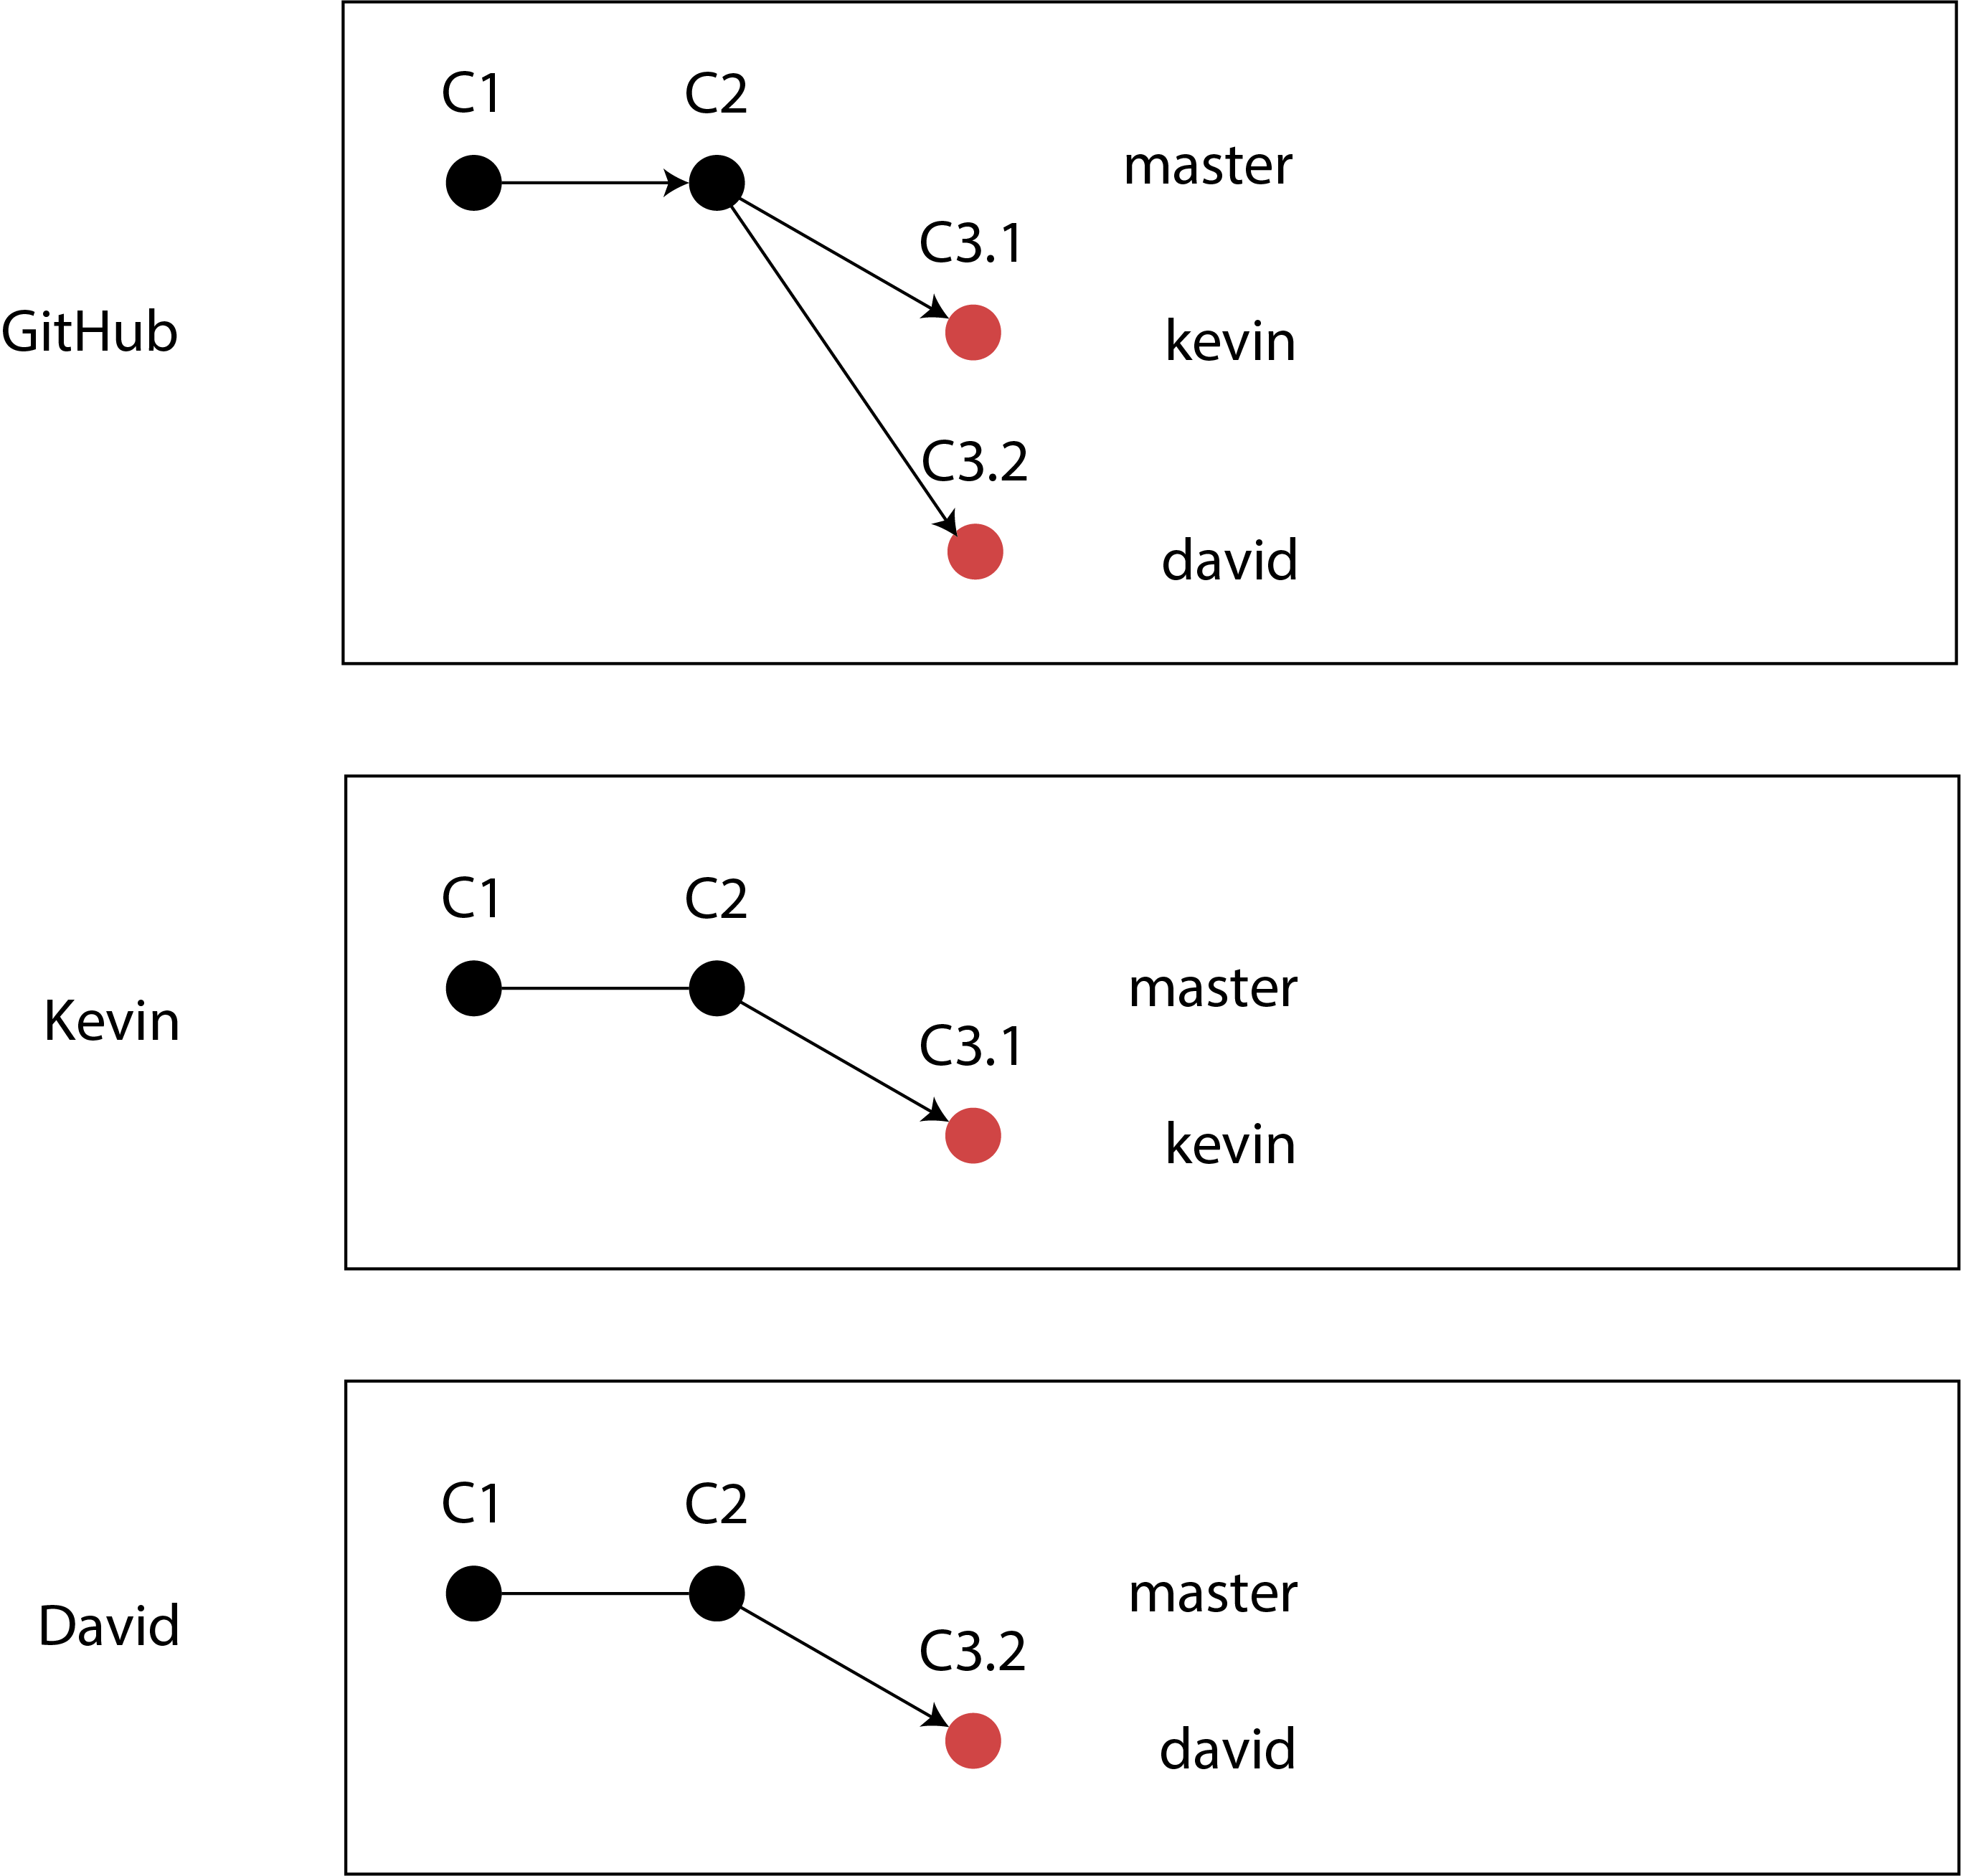 C1
C2
master
C3.1
GitHub
kevin
C3.2
david
C1
C2
master
Kevin
C3.1
kevin
C1
C2
master
David
C3.2
david